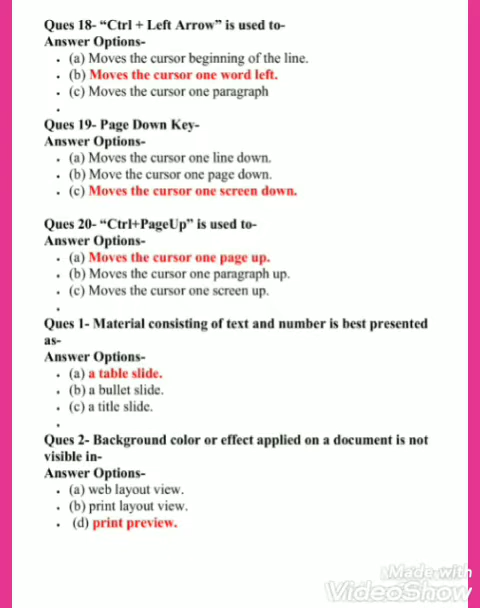 Ques 18- “Ctrl + Left Arrow” is used to-
Answer Options-
• (a) Moves the cursor beginning of the line.
• (b) Moves the cursor one word left.
• (c) Moves the cursor one paragraph
•
Ques 19- Page Down Key-
Answer Options-
• (a) Moves the cursor one line down.
• (b) Move the cursor one page down.
• (c) Moves the cursor one screen down.
Ques 20- “Ctrl+PageUp” is used to-
Answer Options-
• (a) Moves the cursor one page up.
• (b) Moves the cursor one paragraph up.
• (c) Moves the cursor one screen up.
•
Ques 1- Material consisting of text and number is best presented
as-
Answer Options-
• (a) a table slide.
• (b) a bullet slide.
• (c) a title slide.
•
Ques 2- Background color or effect applied on a document is not
visible in-
Answer Options-
• (a) web layout view.
• (b) print layout view.
• (d) print preview.
Made with
VideoShow